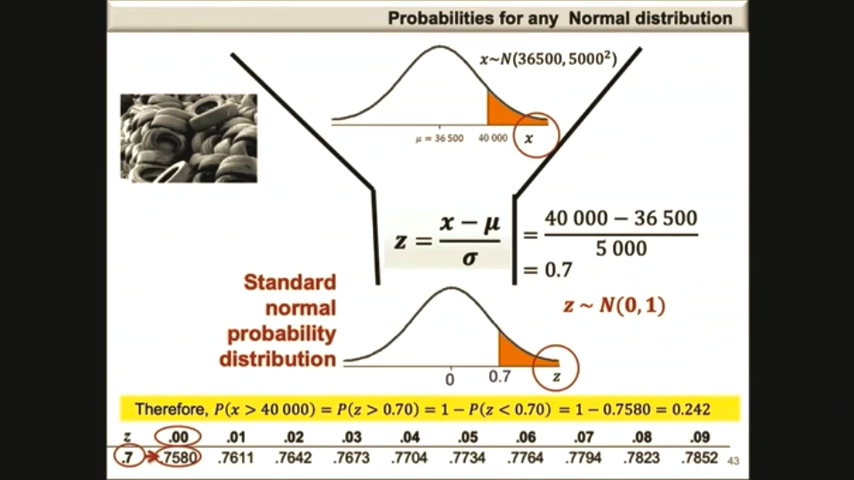 Probabilities for any Normal distribution
x~N(36500, 5000²)
μ = 36 500 40 000 x
z = (x − μ)/σ = (40 000 − 36 500)/5 000
= 0.7
Standard
normal
probability
distribution
z ~ N(0, 1)
0 0.7 z
Therefore, P(x > 40 000) = P(z > 0.70) = 1 − P(z < 0.70) = 1 − 0.7580 = 0.242
z .00 .01 .02 .03 .04 .05 .06 .07 .08 .09
.7 .7580 .7611 .7642 .7673 .7704 .7734 .7764 .7794 .7823 .7852 43